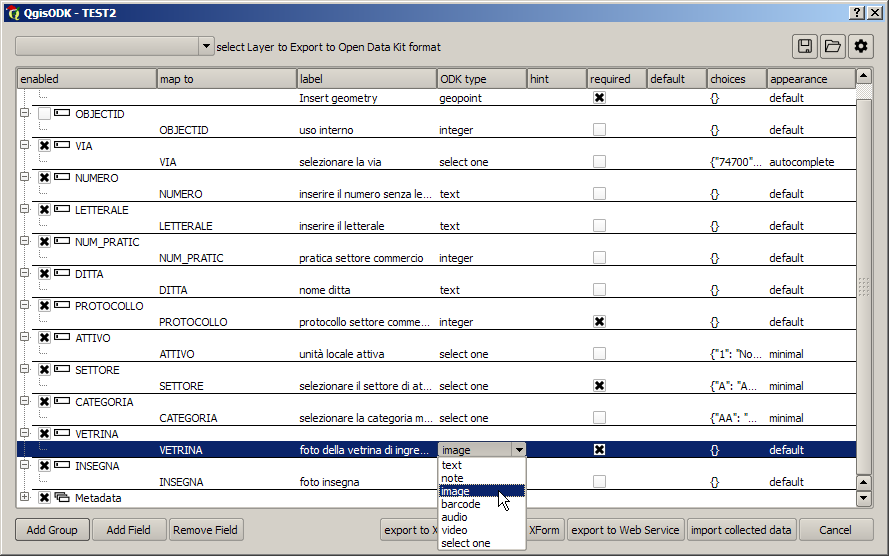 QgisODK - TEST2
select Layer to Export to Open Data Kit format
enabled map to label ODK type hint required default choices appearance
Insert geometry geopoint {} default
OBJECTID
OBJECTID uso interno integer {} default
VIA
VIA selezionare la via select one {"74700"... autocomplete
NUMERO
NUMERO inserire il numero senza le... text {} default
LETTERALE
LETTERALE inserire il letterale text {} default
NUM_PRATIC
NUM_PRATIC pratica settore commercio integer {} default
DITTA
DITTA nome ditta text {} default
PROTOCOLLO
PROTOCOLLO protocollo settore comme... integer {} default
ATTIVO
ATTIVO unità locale attiva select one {"1": "No... minimal
SETTORE
SETTORE selezionare il settore di at... select one {"A": "A... minimal
CATEGORIA
CATEGORIA selezionare la categoria m... select one {"AA": "... minimal
VETRINA
VETRINA foto della vetrina di ingre... image {} default
INSEGNA
INSEGNA foto insegna {} default
Metadata
text
note
image
barcode
audio
video
select one
Add Group Add Field Remove Field export to X XForm export to Web Service import collected data Cancel